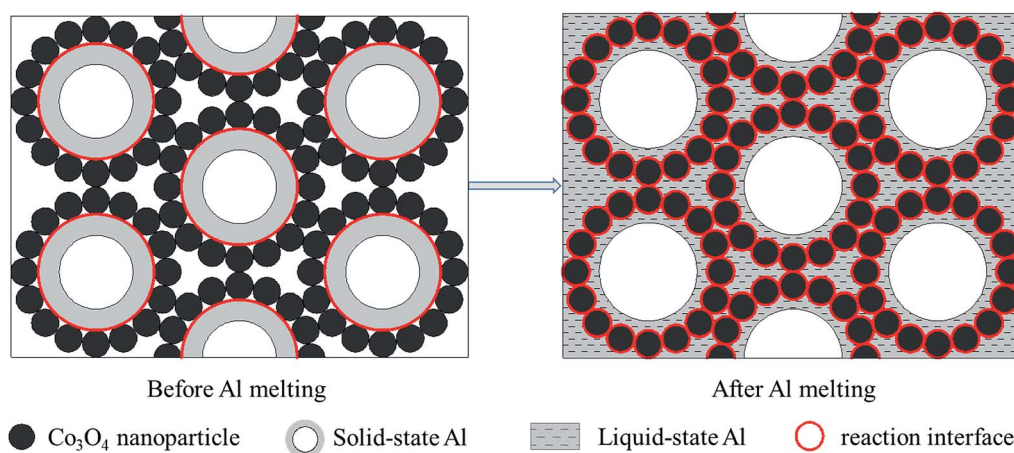 Before Al melting
After Al melting
Co₃O₄ nanoparticle
Solid-state Al
Liquid-state Al
reaction interface